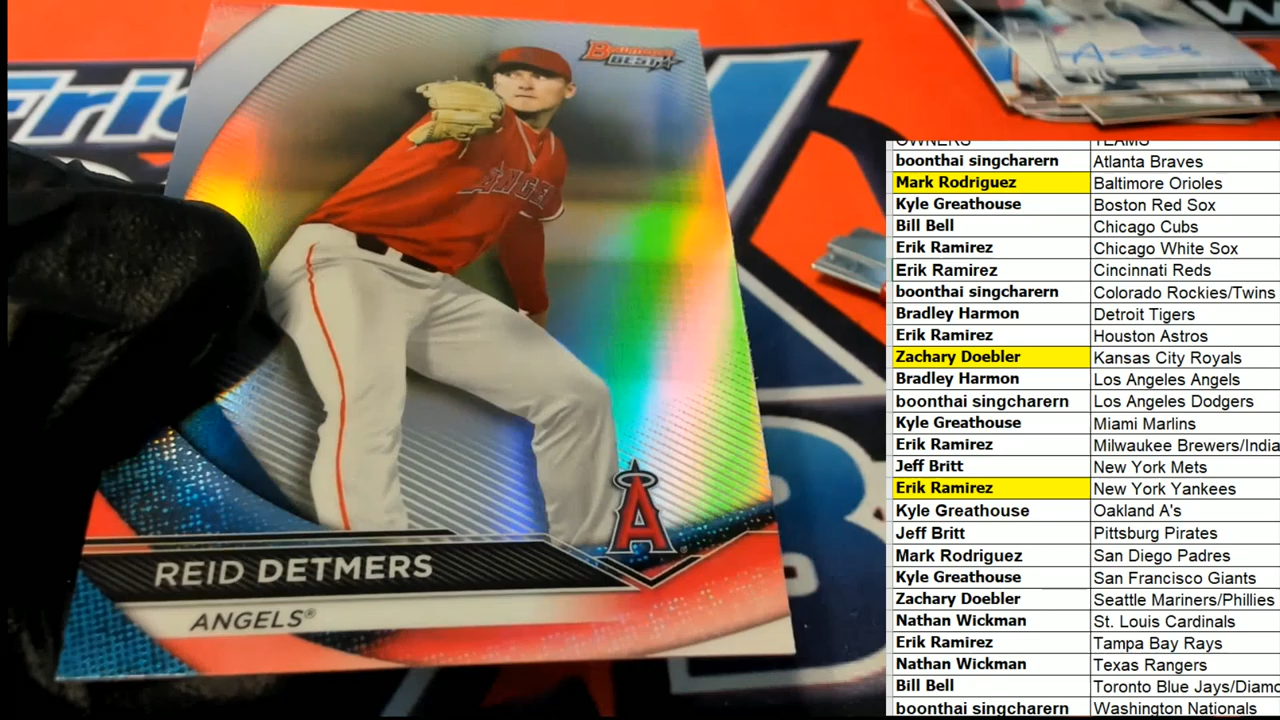 Fri
Bowman's
BEST
ANGEL
A
REID DETMERS
ANGELS®
OWNERS TEAMS
boonthai singcharern Atlanta Braves
Mark Rodriguez Baltimore Orioles
Kyle Greathouse Boston Red Sox
Bill Bell Chicago Cubs
Erik Ramirez Chicago White Sox
Erik Ramirez Cincinnati Reds
boonthai singcharern Colorado Rockies/Twins
Bradley Harmon Detroit Tigers
Erik Ramirez Houston Astros
Zachary Doebler Kansas City Royals
Bradley Harmon Los Angeles Angels
boonthai singcharern Los Angeles Dodgers
Kyle Greathouse Miami Marlins
Erik Ramirez Milwaukee Brewers/India
Jeff Britt New York Mets
Erik Ramirez New York Yankees
Kyle Greathouse Oakland A's
Jeff Britt Pittsburg Pirates
Mark Rodriguez San Diego Padres
Kyle Greathouse San Francisco Giants
Zachary Doebler Seattle Mariners/Phillies
Nathan Wickman St. Louis Cardinals
Erik Ramirez Tampa Bay Rays
Nathan Wickman Texas Rangers
Bill Bell Toronto Blue Jays/Diamo
boonthai singcharern Washington Nationals